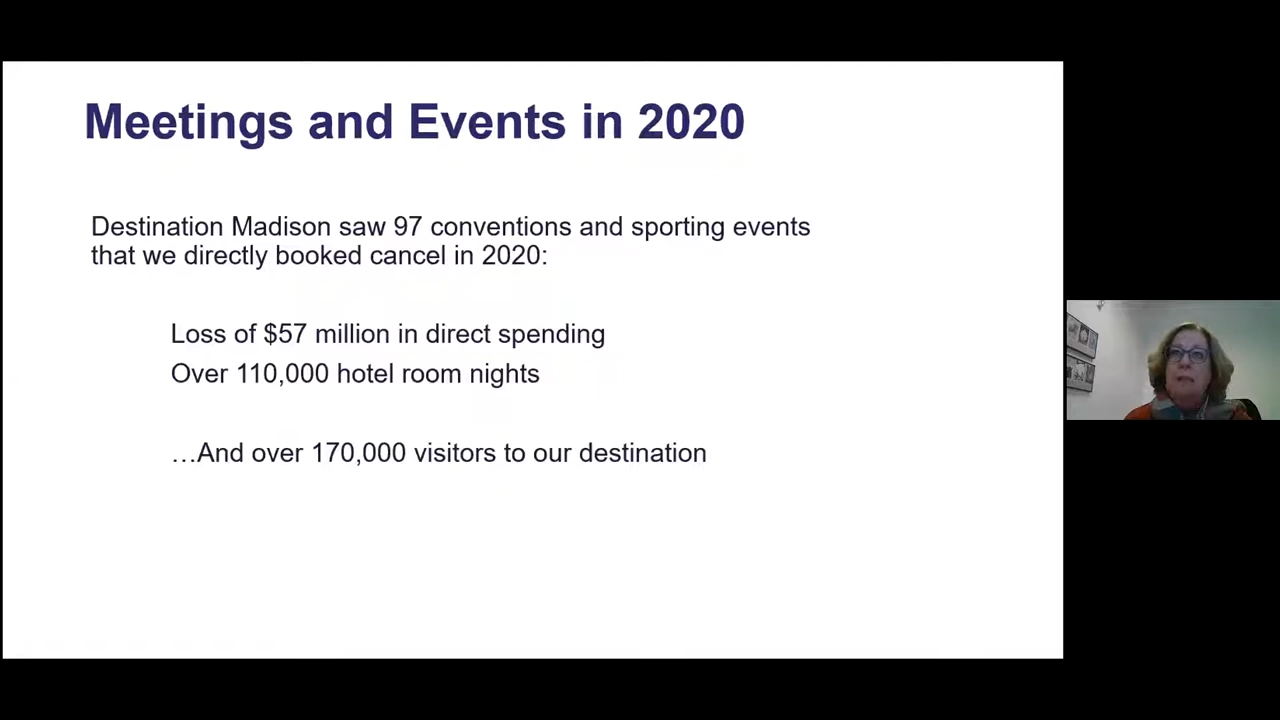 Meetings and Events in 2020
Destination Madison saw 97 conventions and sporting events
that we directly booked cancel in 2020:
Loss of $57 million in direct spending
Over 110,000 hotel room nights
…And over 170,000 visitors to our destination